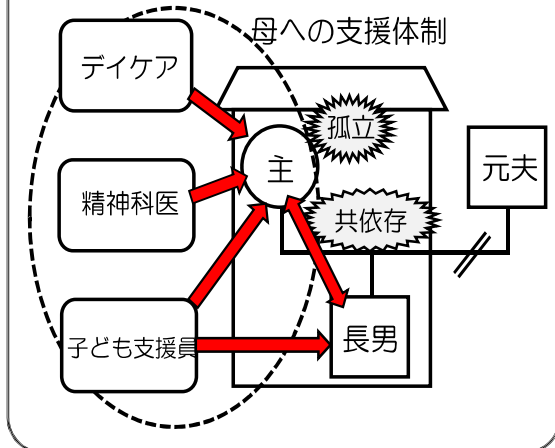 母への支援体制
デイケア
孤立
主
元夫
精神科医
共依存
子ども支援員
長男